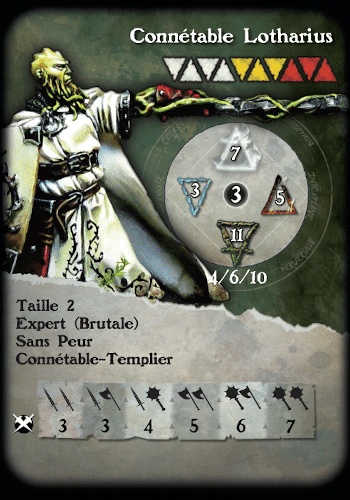 Connétable Lotharius
7
3
3
5
11
4/6/10
Taille 2
Expert (Brutale)
Sans Peur
Connétable-Templier
3 3 4 5 6 7